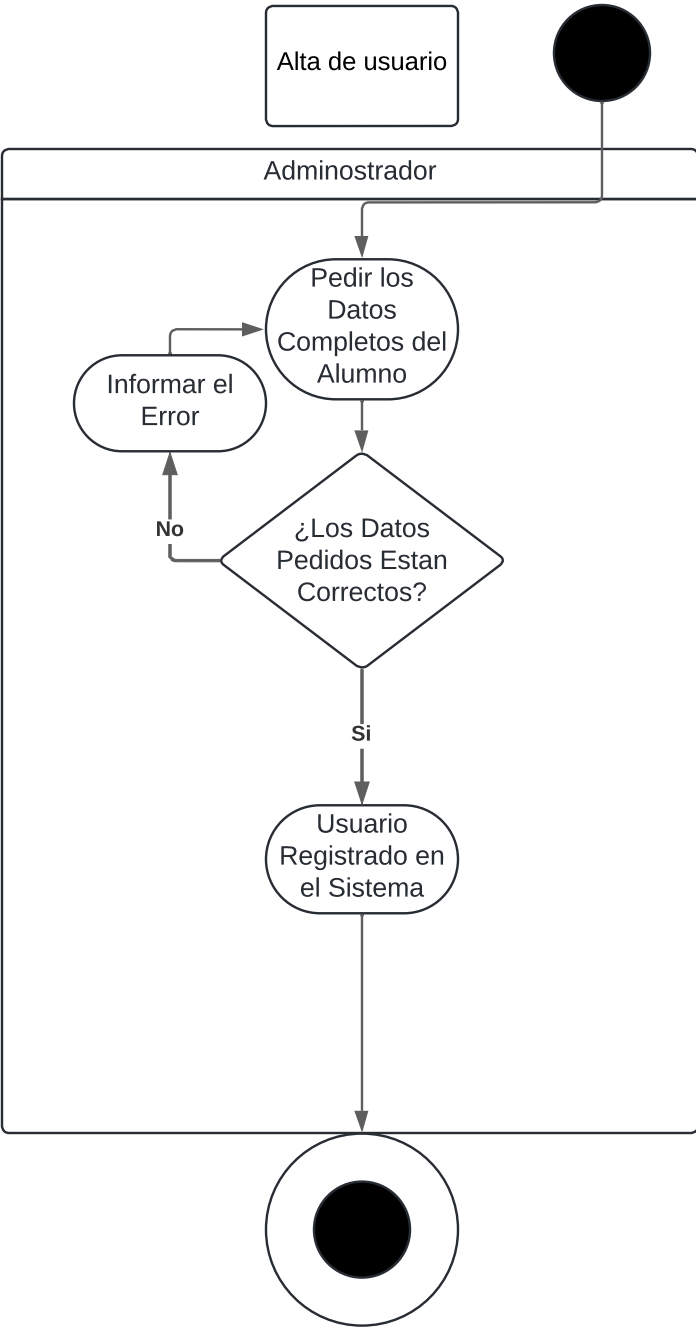 Alta de usuario
Adminostrador
Pedir los
Datos
Completos del
Alumno
Informar el
Error
¿Los Datos
Pedidos Estan
Correctos?
No
Si
Usuario
Registrado en
el Sistema